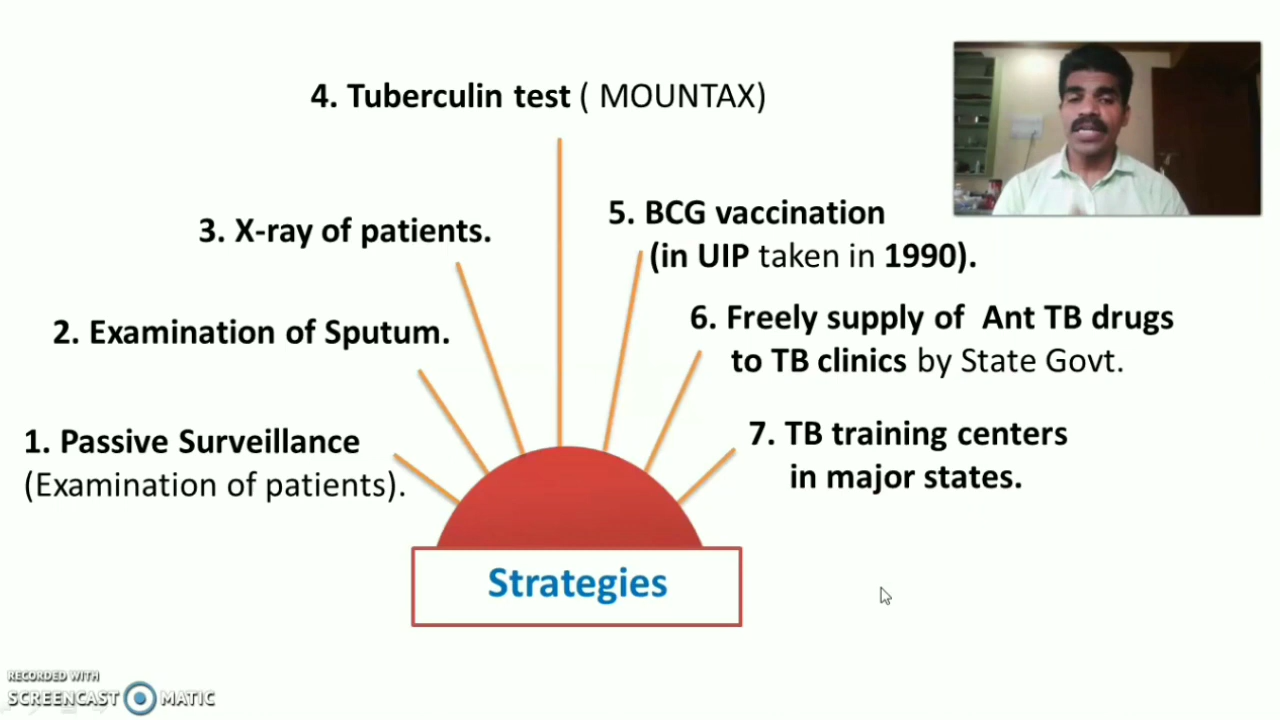 4. Tuberculin test ( MOUNTAX)
3. X-ray of patients.
5. BCG vaccination
(in UIP taken in 1990).
2. Examination of Sputum.
6. Freely supply of Ant TB drugs
to TB clinics by State Govt.
1. Passive Surveillance
(Examination of patients).
7. TB training centers
in major states.
Strategies
RECORDED WITH
SCREENCAST MATIC